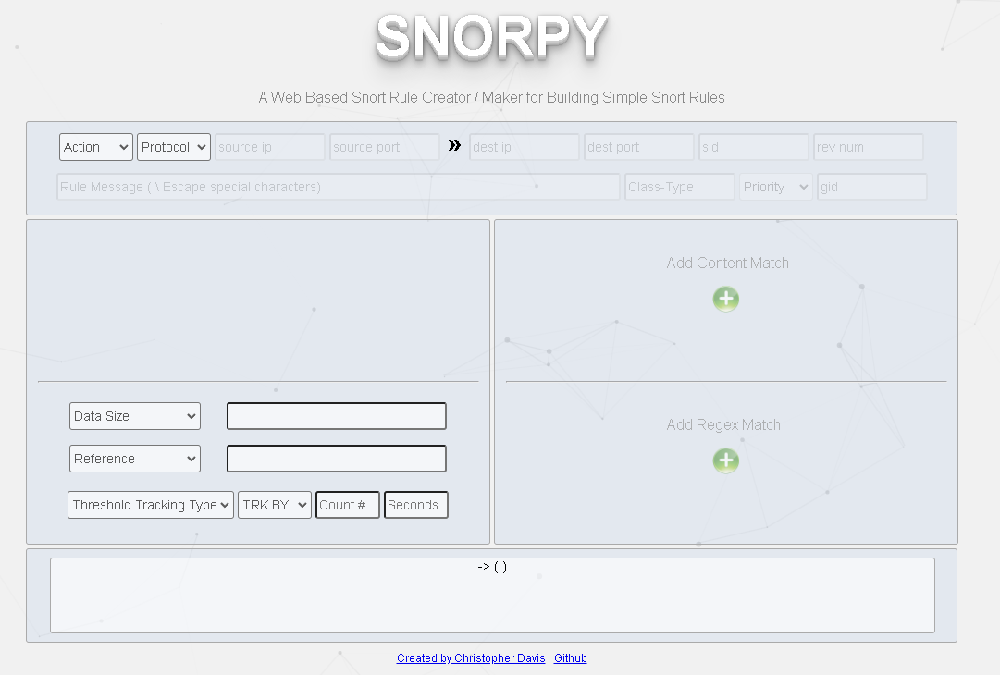 SNORPY
A Web Based Snort Rule Creator / Maker for Building Simple Snort Rules
Action Protocol source ip source port » dest ip dest port sid rev num
Rule Message ( \ Escape special characters) Class-Type Priority gid
Add Content Match
Data Size
Reference
Threshold Tracking Type TRK BY Count # Seconds
Add Regex Match
-> ( )
Created by Christopher Davis Github